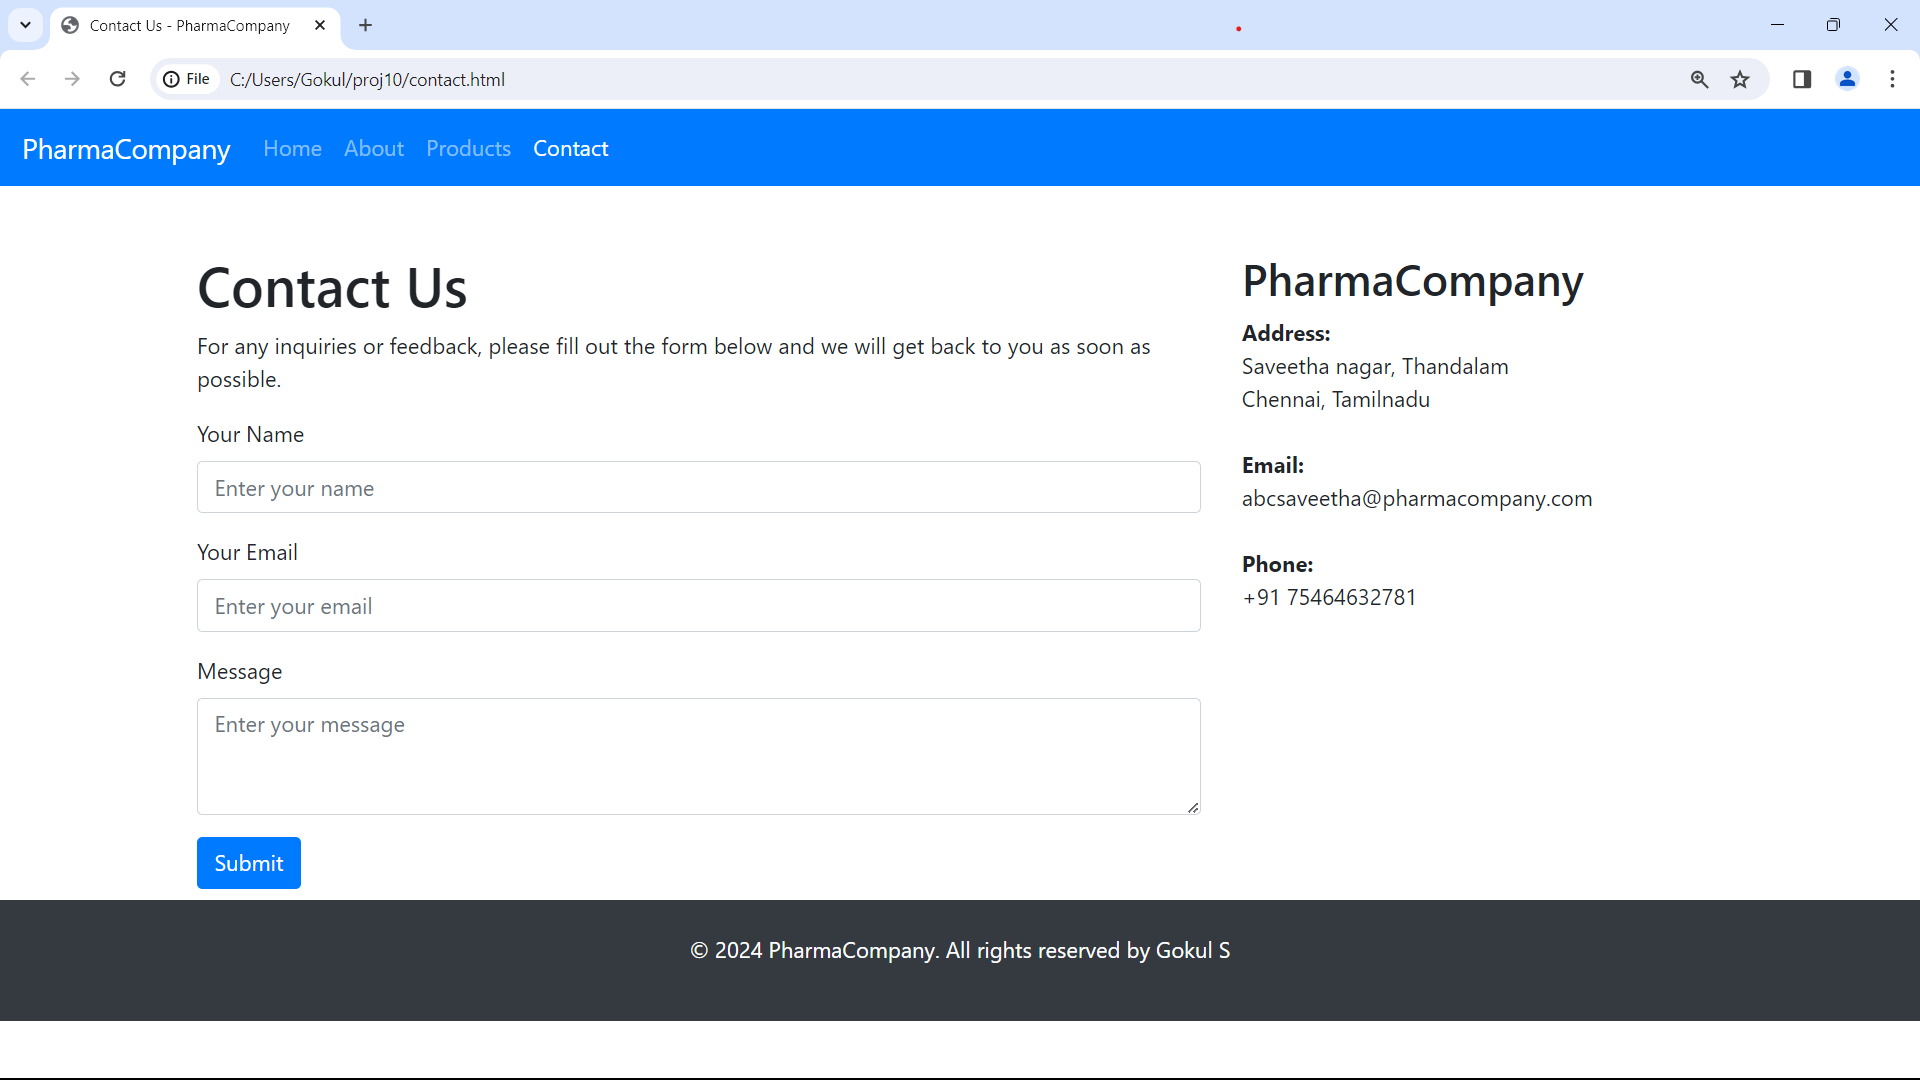 Contact Us - PharmaCompany
File C:/Users/Gokul/proj10/contact.html
PharmaCompany Home About Products Contact
Contact Us
For any inquiries or feedback, please fill out the form below and we will get back to you as soon as
possible.
Your Name
Enter your name
Your Email
Enter your email
Message
Enter your message
Submit
PharmaCompany
Address:
Saveetha nagar, Thandalam
Chennai, Tamilnadu
Email:
abcsaveetha@pharmacompany.com
Phone:
+91 75464632781
© 2024 PharmaCompany. All rights reserved by Gokul S